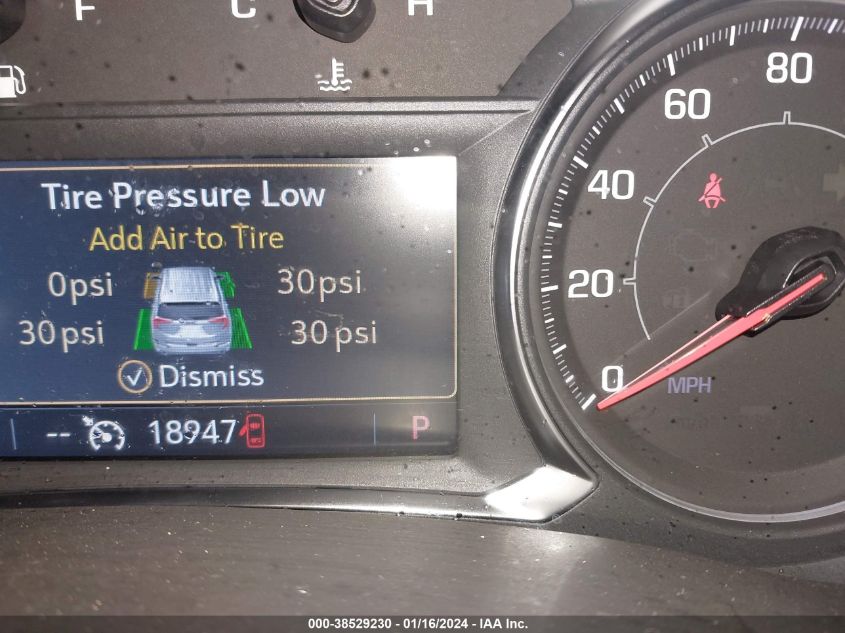 F C H
80
60
40
20
0
MPH
Tire Pressure Low
Add Air to Tire
0psi 30psi
30psi 30psi
Dismiss
-- 18947 P
000-38529230 - 01/16/2024 - IAA Inc.